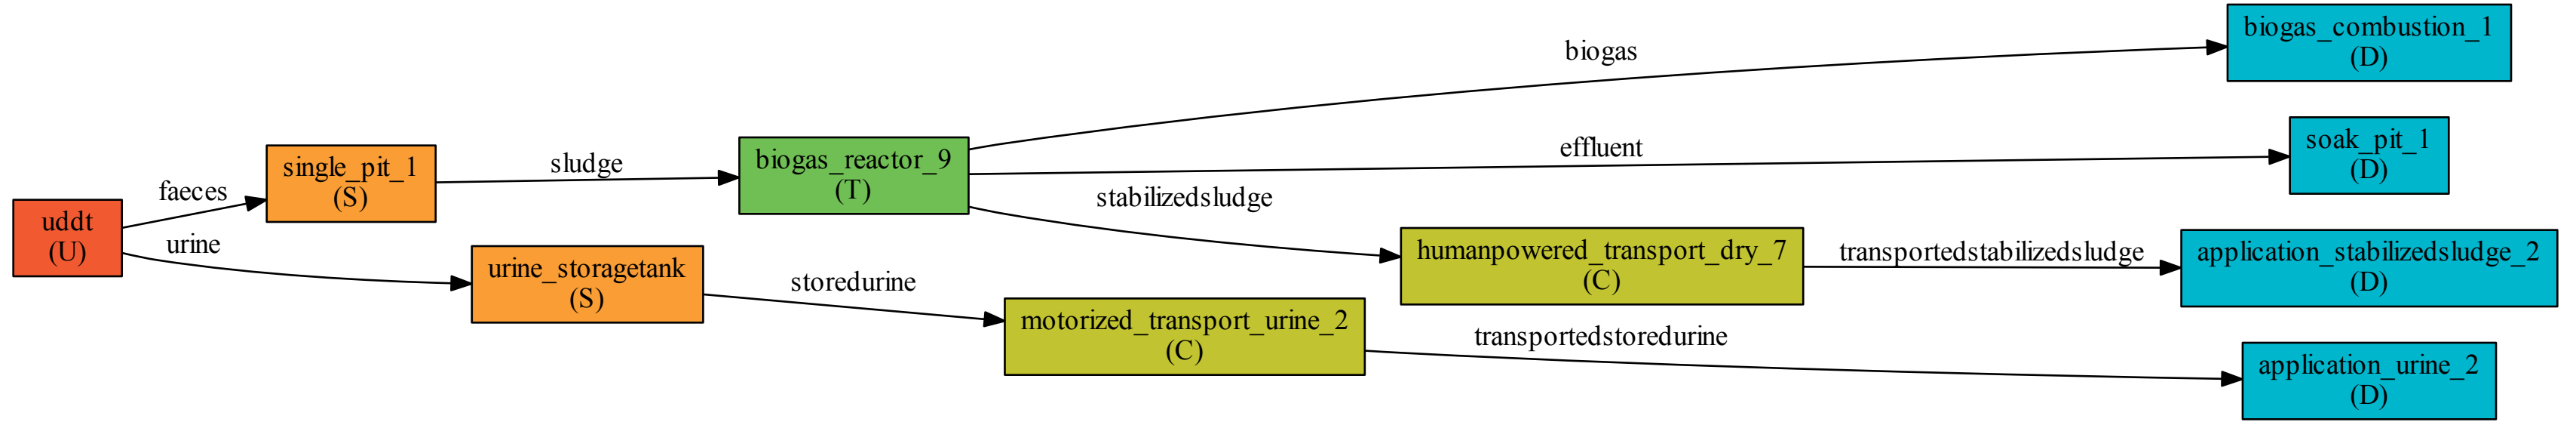 uddt
(U)
faeces
urine
single_pit_1
(S)
sludge
urine_storagetank
(S)
storedurine
biogas_reactor_9
(T)
biogas
effluent
stabilizedsludge
motorized_transport_urine_2
(C)
transportedstoredurine
humanpowered_transport_dry_7
(C)
transportedstabilizedsludge
biogas_combustion_1
(D)
soak_pit_1
(D)
application_stabilizedsludge_2
(D)
application_urine_2
(D)